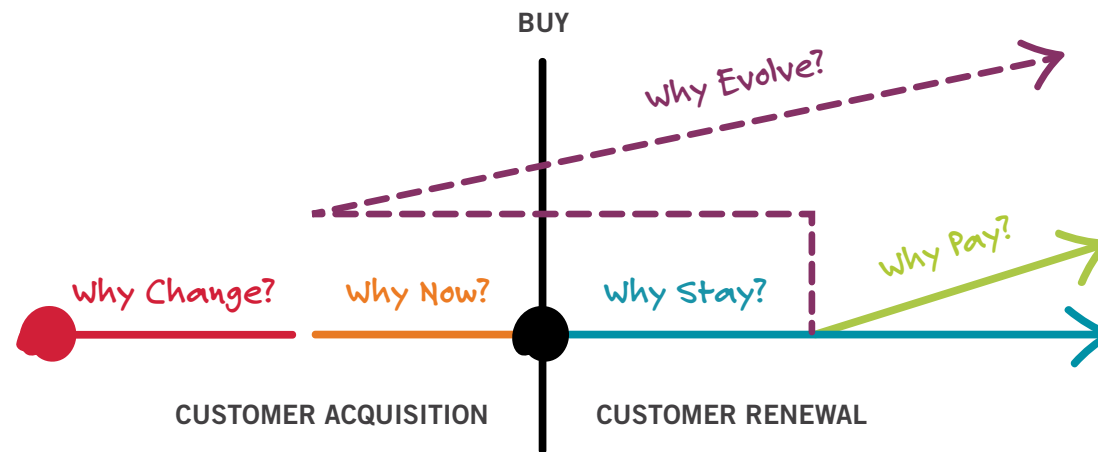 BUY
Why Evolve?
Why Pay?
Why Change?
Why Now?
Why Stay?
CUSTOMER ACQUISITION
CUSTOMER RENEWAL